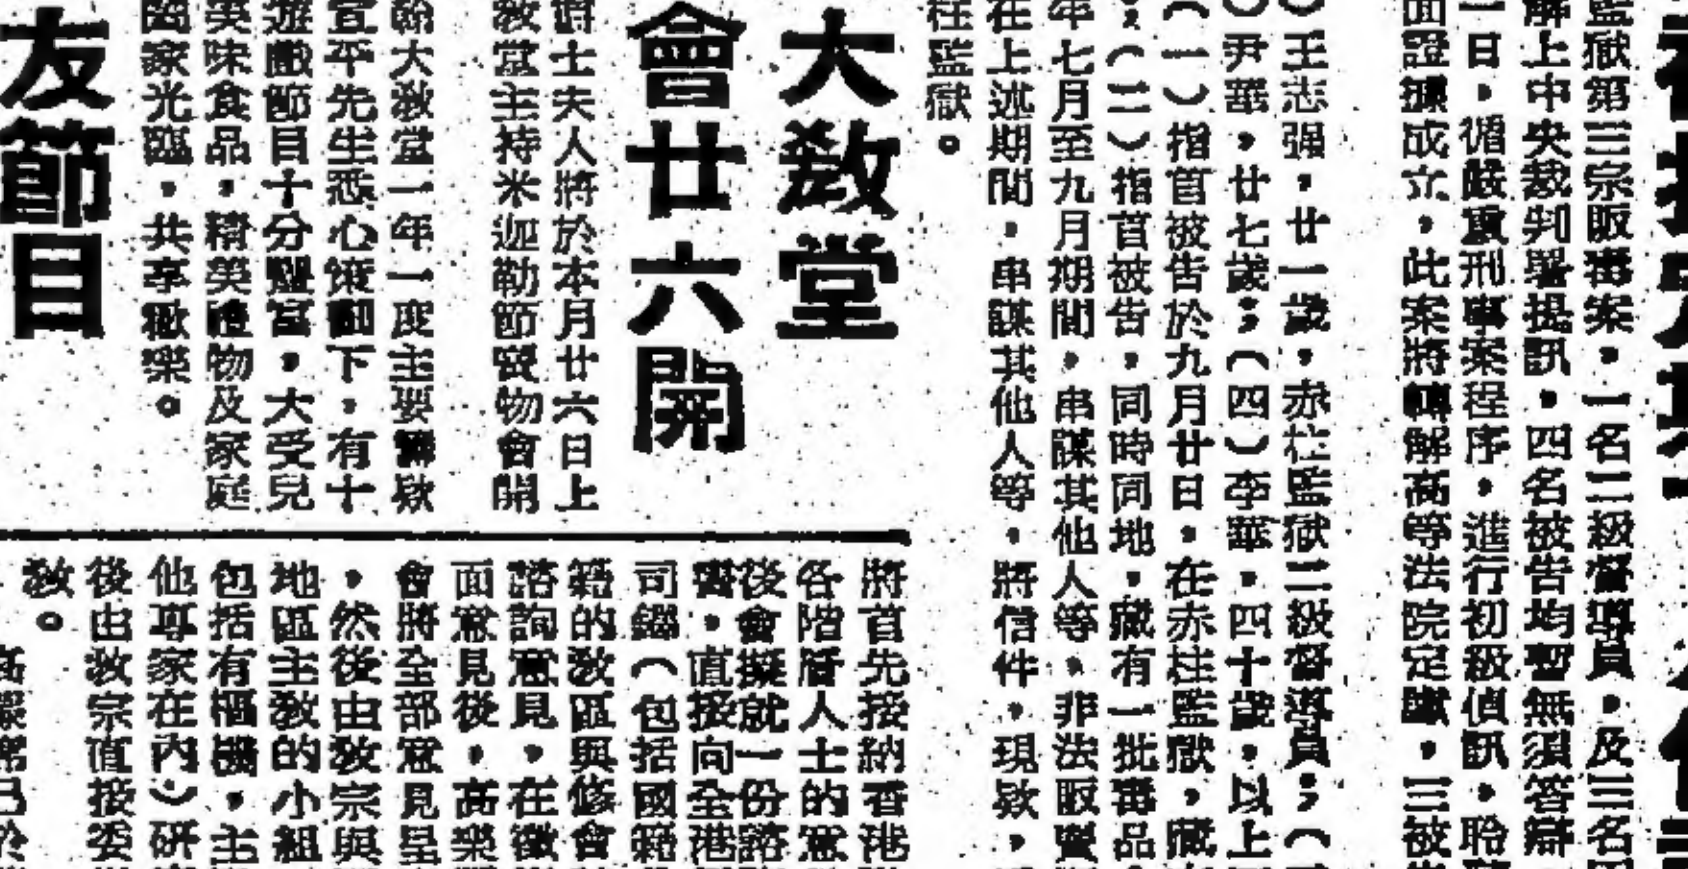 監獄第三宗販毒案，一名二級督導員，及三名
解上中央裁判署提訊，四名被告均暫無須答辯
一日，循嚴重刑事案程序，進行初級偵訊，聆
面證據成立，此案將轉解高等法院定讞，三被
）王志强，廿一歲，赤柱監獄二級督導員；（
）尹華，廿七歲；（四）李華，四十歲，以上
（一）指首被告於九月廿日，在赤柱監獄，藏
；（二）指首被告，同時同地，藏有一批毒品
年七月至九月期間，串謀其他人等，非法販賣
在上述期間，串謀其他人等，將信件，現欵，
柱監獄。
大教堂
會廿六開
爵士夫人將於本月廿六日上
教堂主持米迦勒節賣物會開
翰大教堂一年一度主要籌欵
宣平先生悉心策劃下，有十
遊戲節目十分豐富，大受兒
美味食品，精美禮物及家庭
闔家光臨，共享歡樂。
友節目
將首先接納香港
各階層人士的意
後會擬就一份諮
書，直接向全港
司鐸（包括國籍
籍的教區與修會
諮詢意見，在徵
面意見後，高樂
會將全部意見呈
，然後由教宗與
地區主教的小組
包括有樞機，主
他專家在內）研
後由教宗直接委
教。